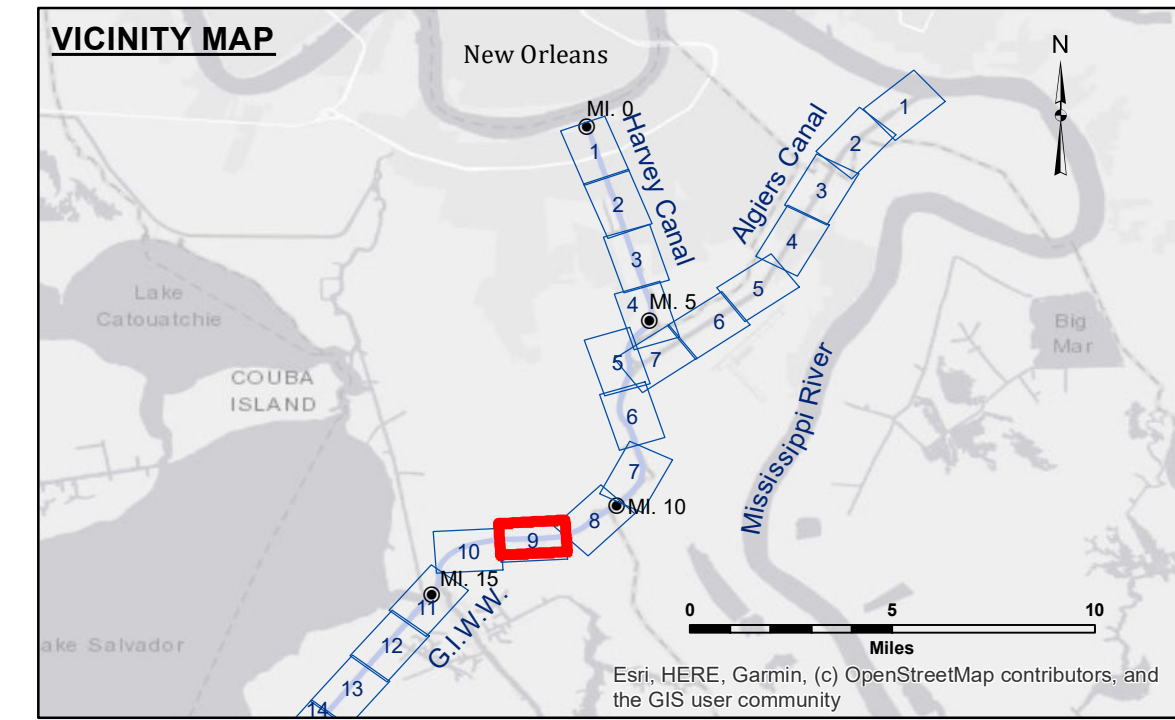 VICINITY MAP
New Orleans
N
MI. 0
Harvey Canal
Algiers Canal
1
2
3
4
5
6
7
1
2
3
4
MI. 5
5
6
7
MI. 10
8
9
10
MI. 15
11
12
13
14
G.I.W.W.
Lake
Catouatchie
COUBA
ISLAND
Big
Mar
Mississippi River
ake Salvador
0
5
10
Miles
Esri, HERE, Garmin, (c) OpenStreetMap contributors, and
the GIS user community